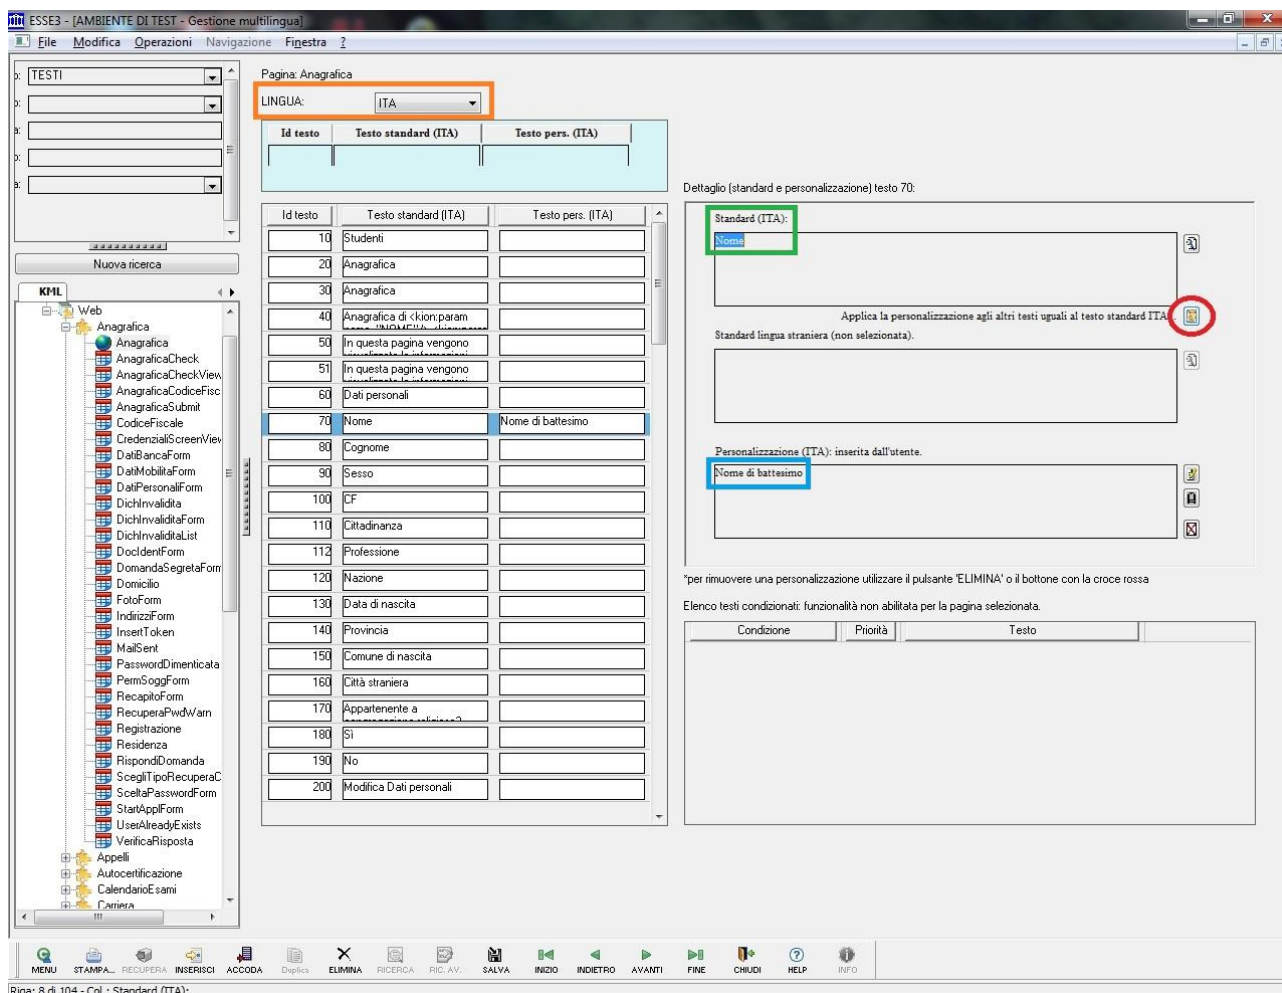 ESSE3 - [AMBIENTE DI TEST - Gestione multilingua]
File Modifica Operazioni Navigazione Finestra ?
TESTI
Nuova ricerca
KML
Web
Anagrafica
Anagrafica
AnagraficaCheck
AnagraficaCheckView
AnagraficaCodiceFisc
AnagraficaSubmit
CodiceFiscale
CredenzialiScreenView
DatiBancaForm
DatiMobilitaForm
DatiPersonaliForm
DichInvalidita
DichInvaliditaForm
DichInvaliditaList
DocIdentForm
DomandaSegretaForm
Domicilio
FotoForm
IndirizziForm
InsertToken
MailSent
PasswordDimenticata
PermSoggForm
RecapitoForm
RecuperaPwdWarn
Registrazione
Residenza
RispondiDomanda
ScegliTipoRecuperaC
SceltaPasswordForm
StartApplForm
UserAlreadyExists
VerificaRisposta
Appelli
Autocertificazione
CalendarioEsami
Carriera
Pagina: Anagrafica
LINGUA: ITA
Id testo Testo standard (ITA) Testo pers. (ITA)
Id testo Testo standard (ITA) Testo pers. (ITA)
10 Studenti
20 Anagrafica
30 Anagrafica
40 Anagrafica di <kion:param
50 In questa pagina vengono
51 In questa pagina vengono
60 Dati personali
70 Nome Nome di battesimo
80 Cognome
90 Sesso
100 CF
110 Cittadinanza
112 Professione
120 Nazione
130 Data di nascita
140 Provincia
150 Comune di nascita
160 Città straniera
170 Appartenente a
180 Sì
190 No
200 Modifica Dati personali
Dettaglio (standard e personalizzazione) testo 70:
Standard (ITA):
Nome
Applica la personalizzazione agli altri testi uguali al testo standard ITA.
Standard lingua straniera (non selezionata).
Personalizzazione (ITA): inserita dall'utente.
Nome di battesimo
*per rimuovere una personalizzazione utilizzare il pulsante 'ELIMINA' o il bottone con la croce rossa
Elenco testi condizionati: funzionalità non abilitata per la pagina selezionata.
Condizione Priorità Testo
MENU STAMPA... RECUPERA INSERISCI ACCODA Duplica ELIMINA RICERCA RIC. AV. SALVA INIZIO INDIETRO AVANTI FINE CHIUDI HELP INFO
Riga: 8 di 104 - Col.: Standard (ITA):